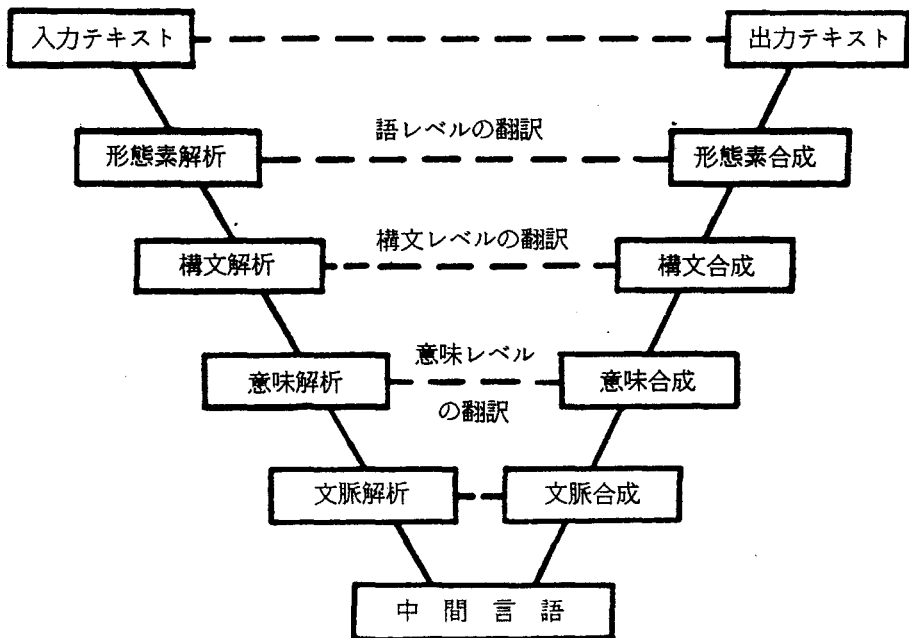 入力テキスト
出力テキスト
語レベルの翻訳
形態素解析
形態素合成
構文レベルの翻訳
構文解析
構文合成
意味レベル
意味解析
意味合成
の翻訳
文脈解析
文脈合成
中間言語